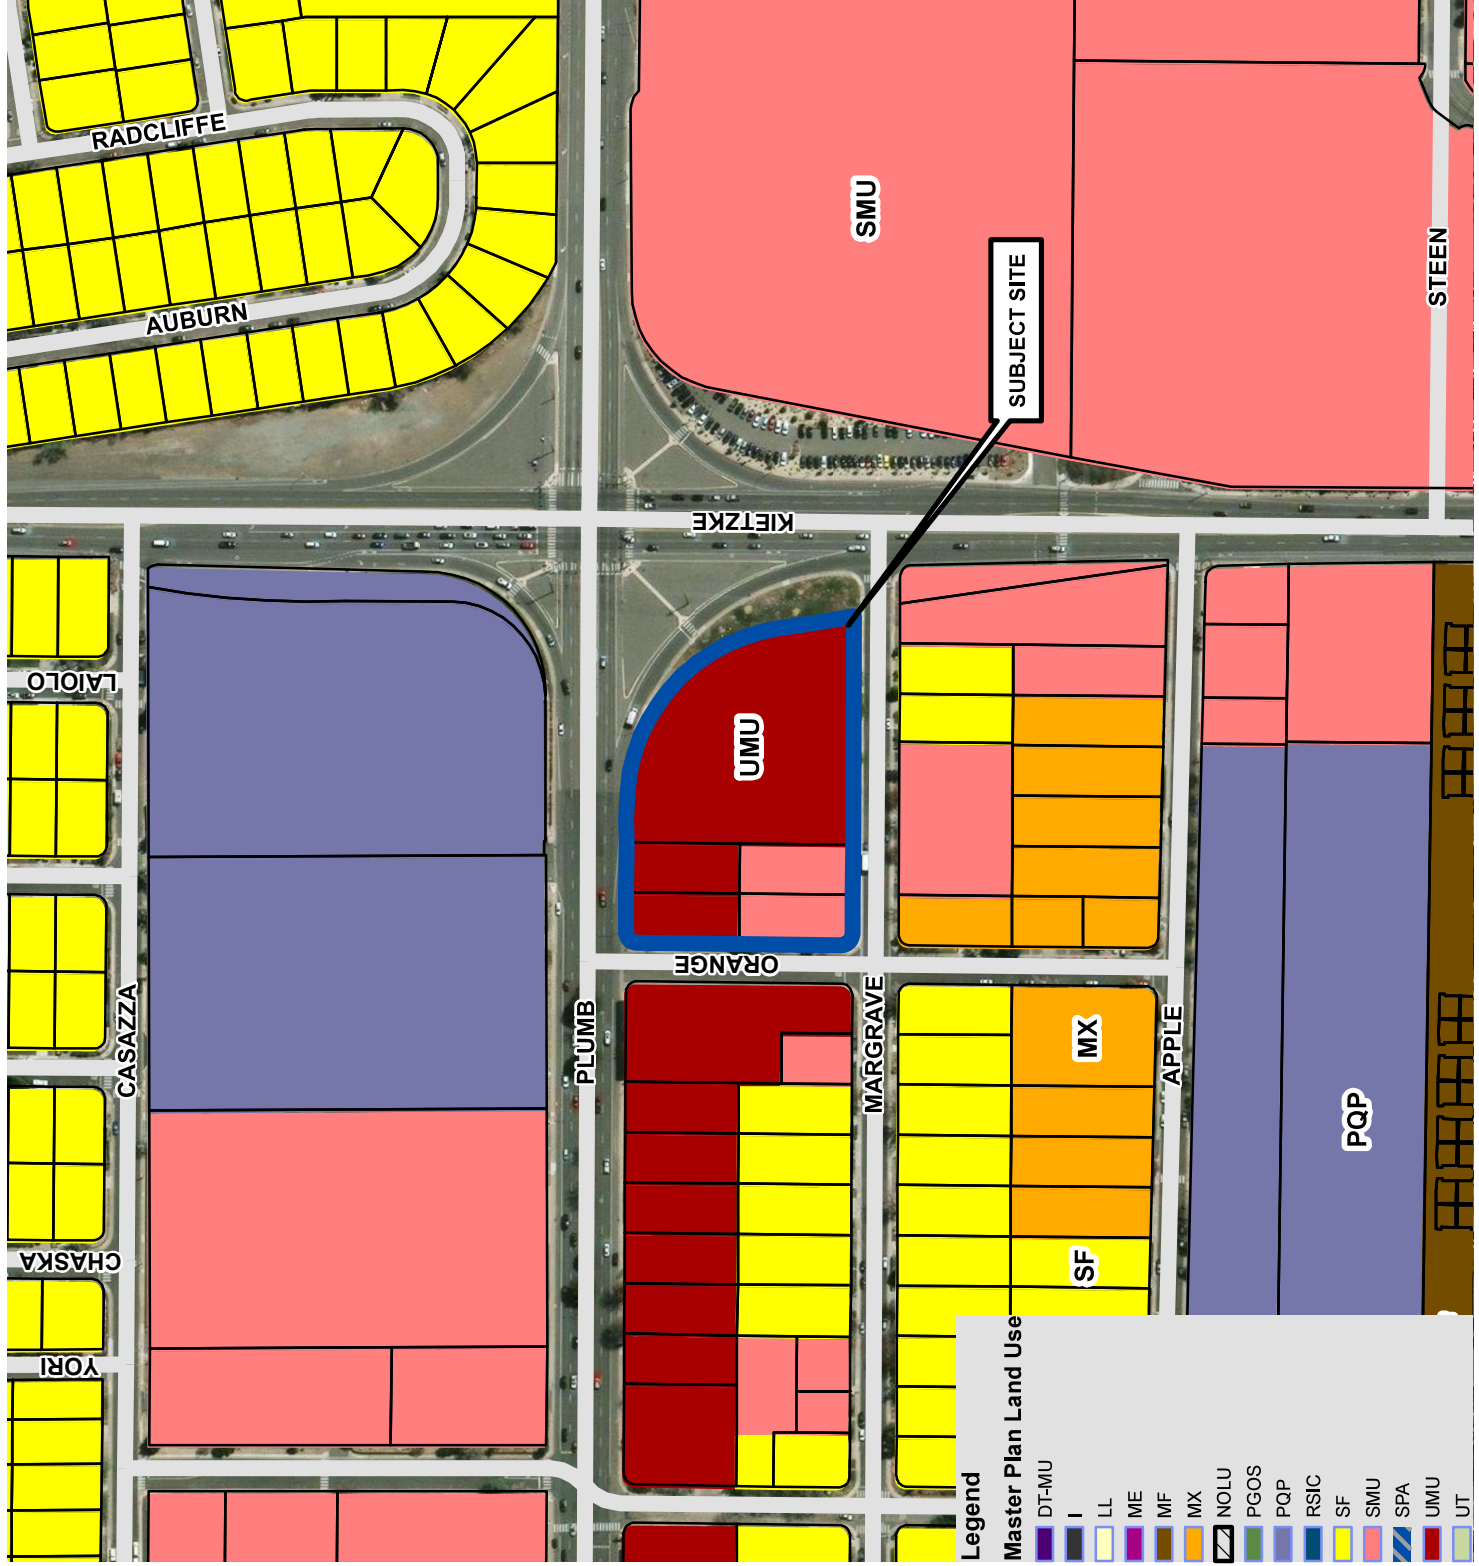 RADCLIFFE
AUBURN
SMU
SUBJECT SITE
STEEN
KIETZKE
LAIOLO
UMU
ORANGE
CASAZZA
PLUMB
MARGRAVE
MX
APPLE
PQP
CHASKA
SF
YORI
Legend
Master Plan Land Use
DT-MU
I
LL
ME
MF
MX
NOLU
PGOS
PQP
RSIC
SF
SMU
SPA
UMU
UT